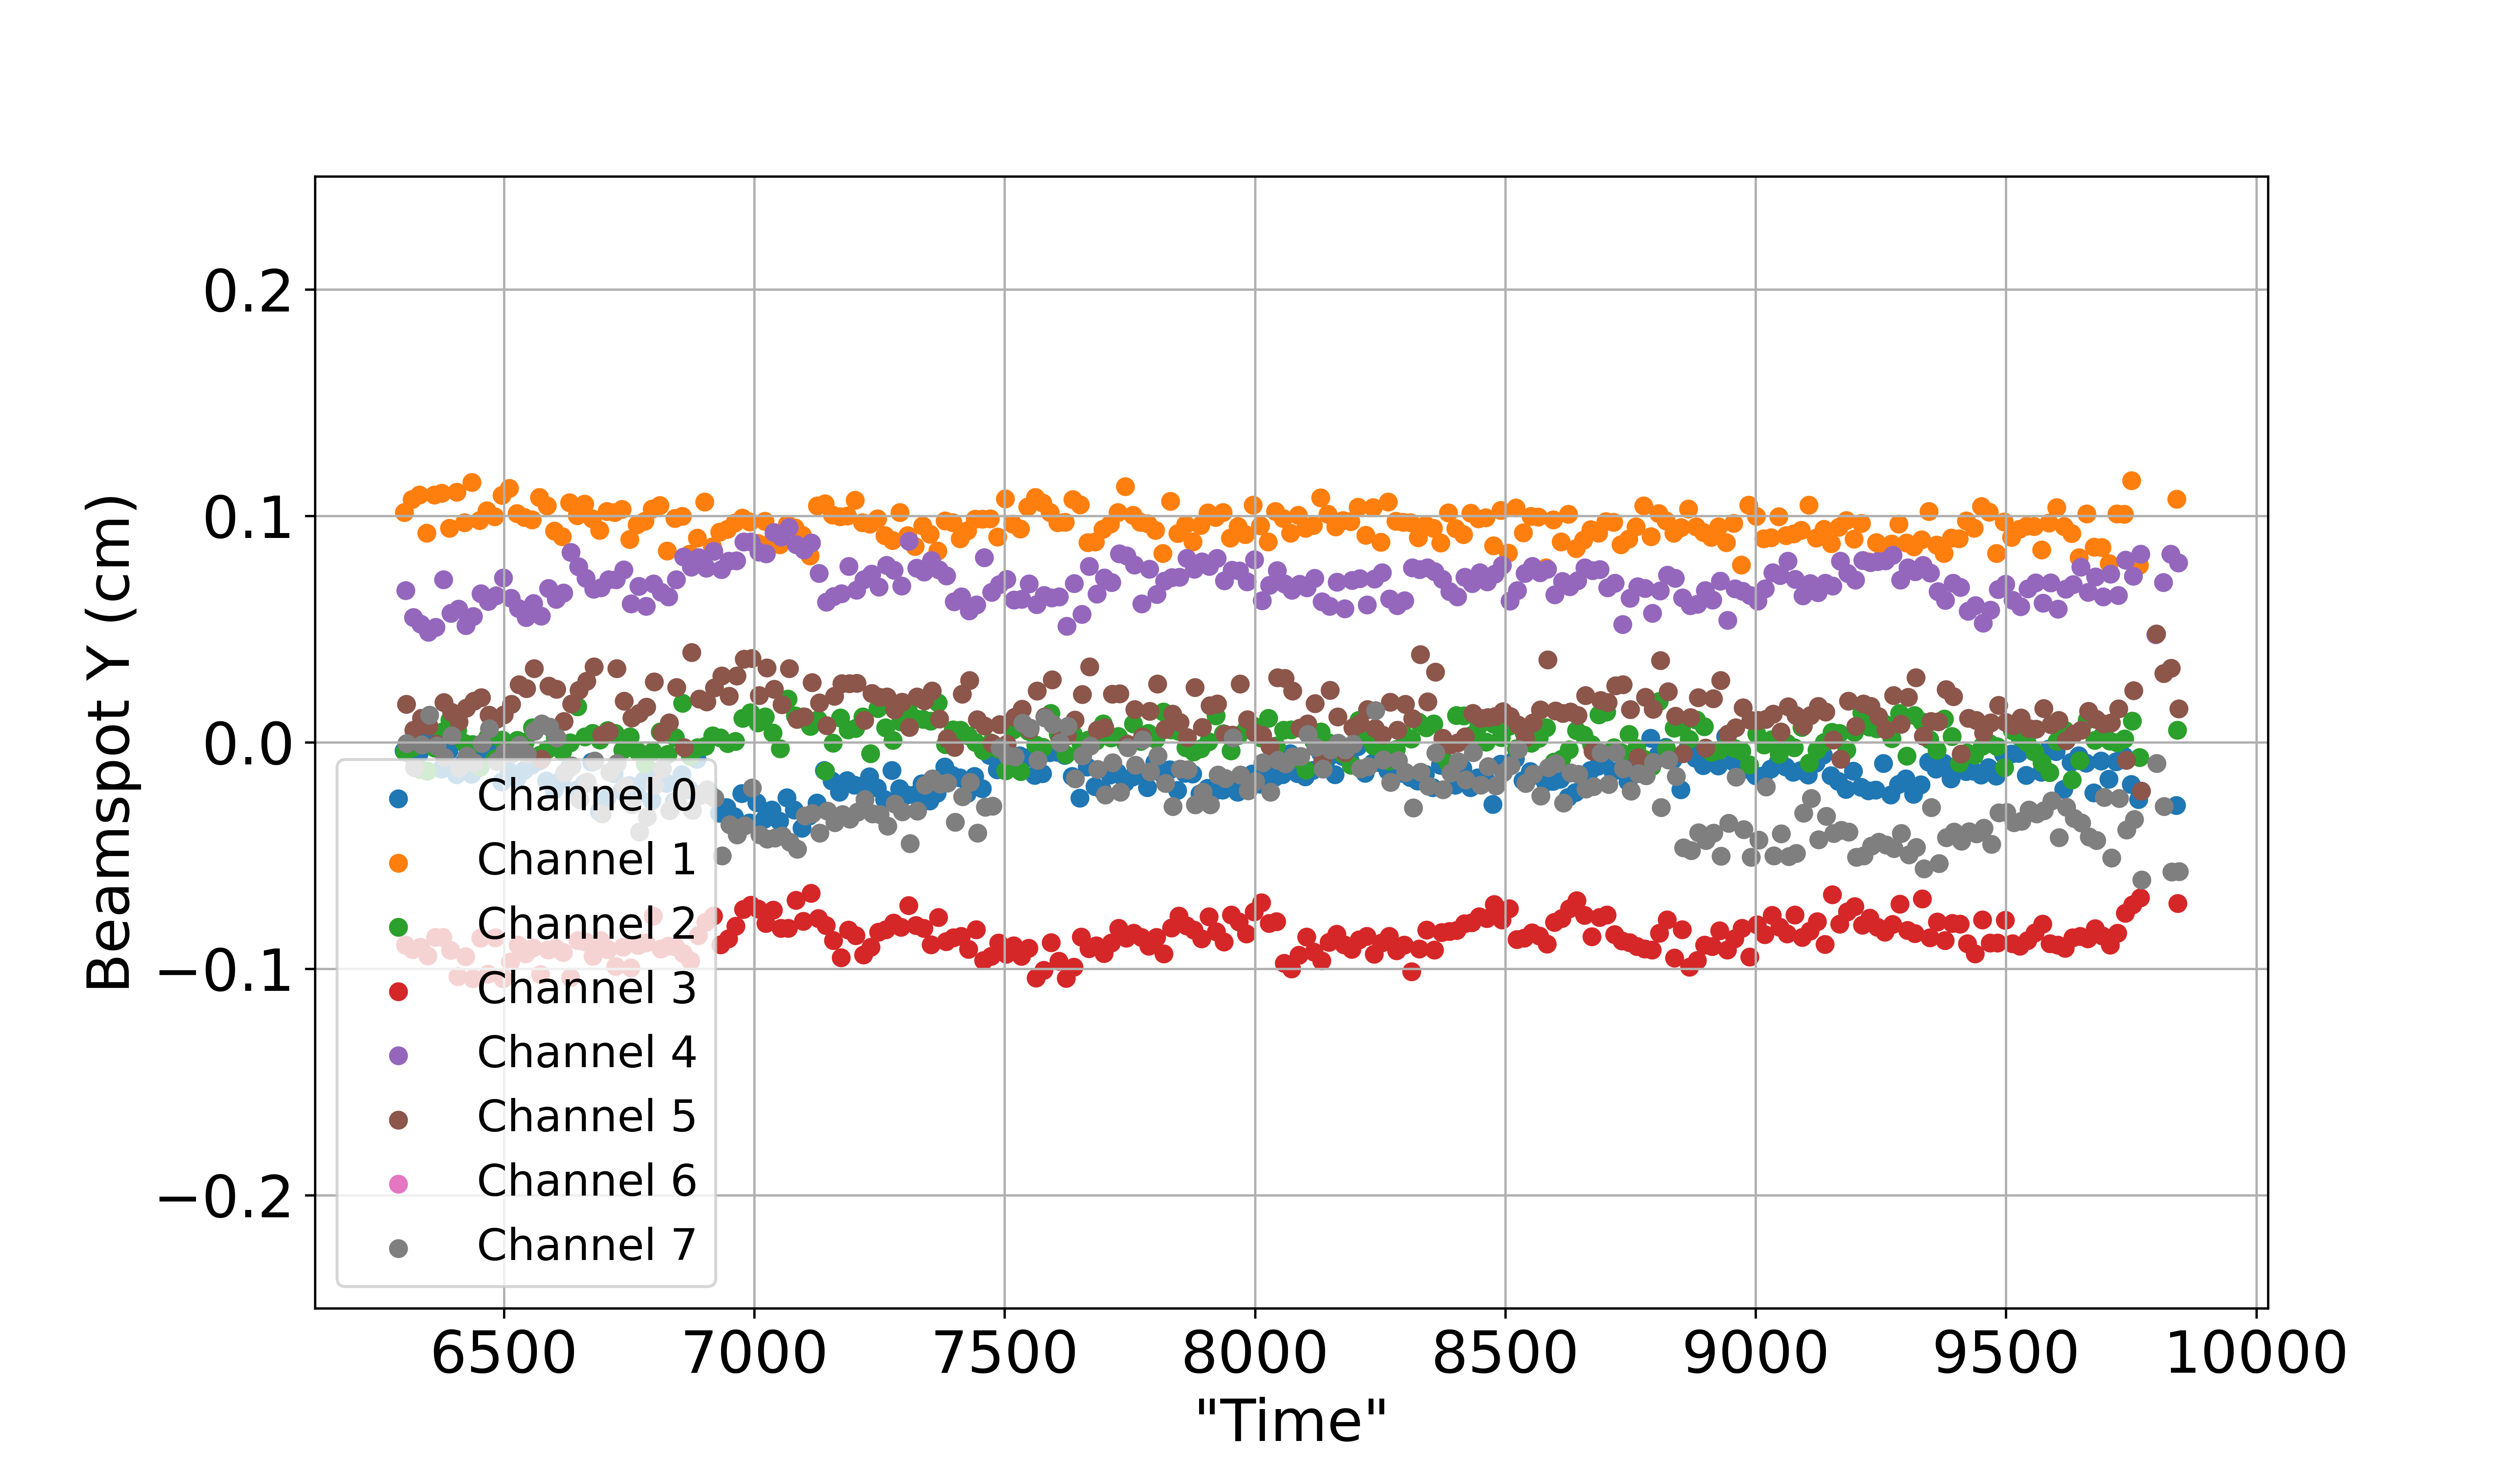 Beamspot Y (cm)
0.2
0.1
0.0
−0.1
−0.2
Channel 0
Channel 1
Channel 2
Channel 3
Channel 4
Channel 5
Channel 6
Channel 7
6500 7000 7500 8000 8500 9000 9500 10000
"Time"